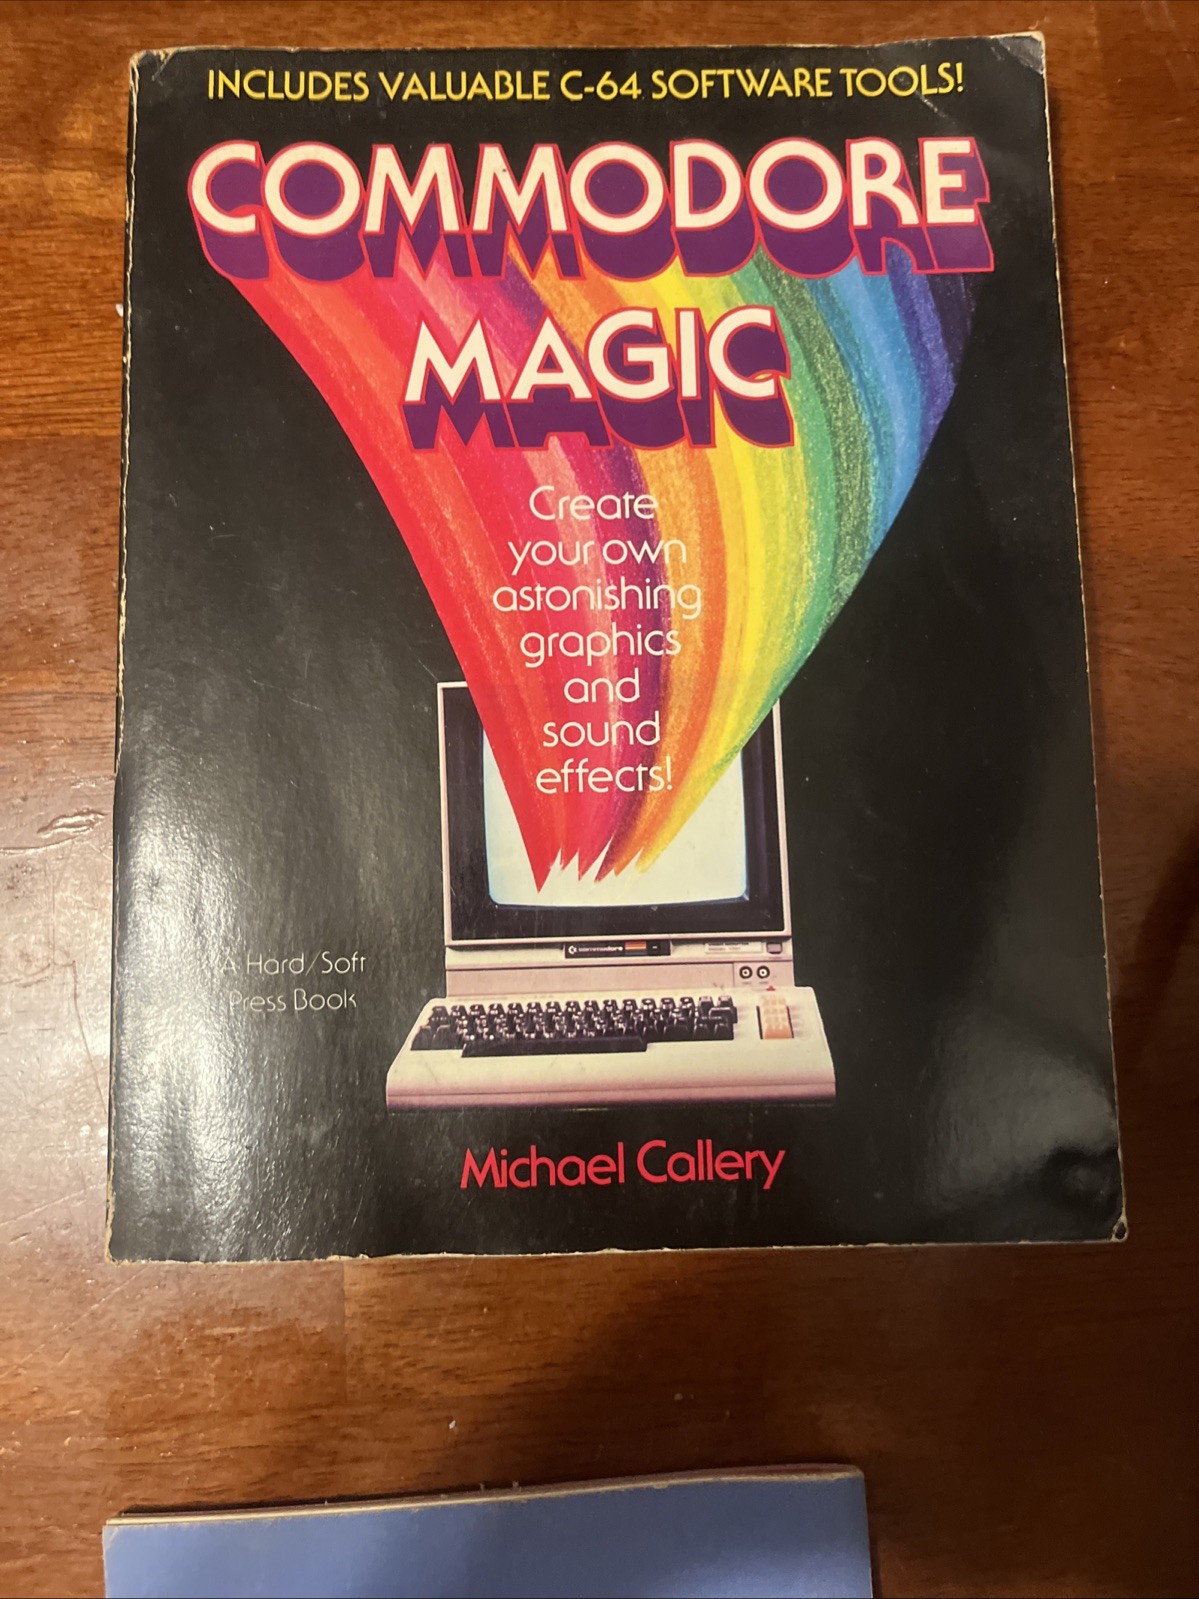 INCLUDES VALUABLE C-64 SOFTWARE TOOLS!
COMMODORE
MAGIC
Create
your own
astonishing
graphics
and
sound
effects!
commodore
A Hard/Soft
Press Book
Michael Callery